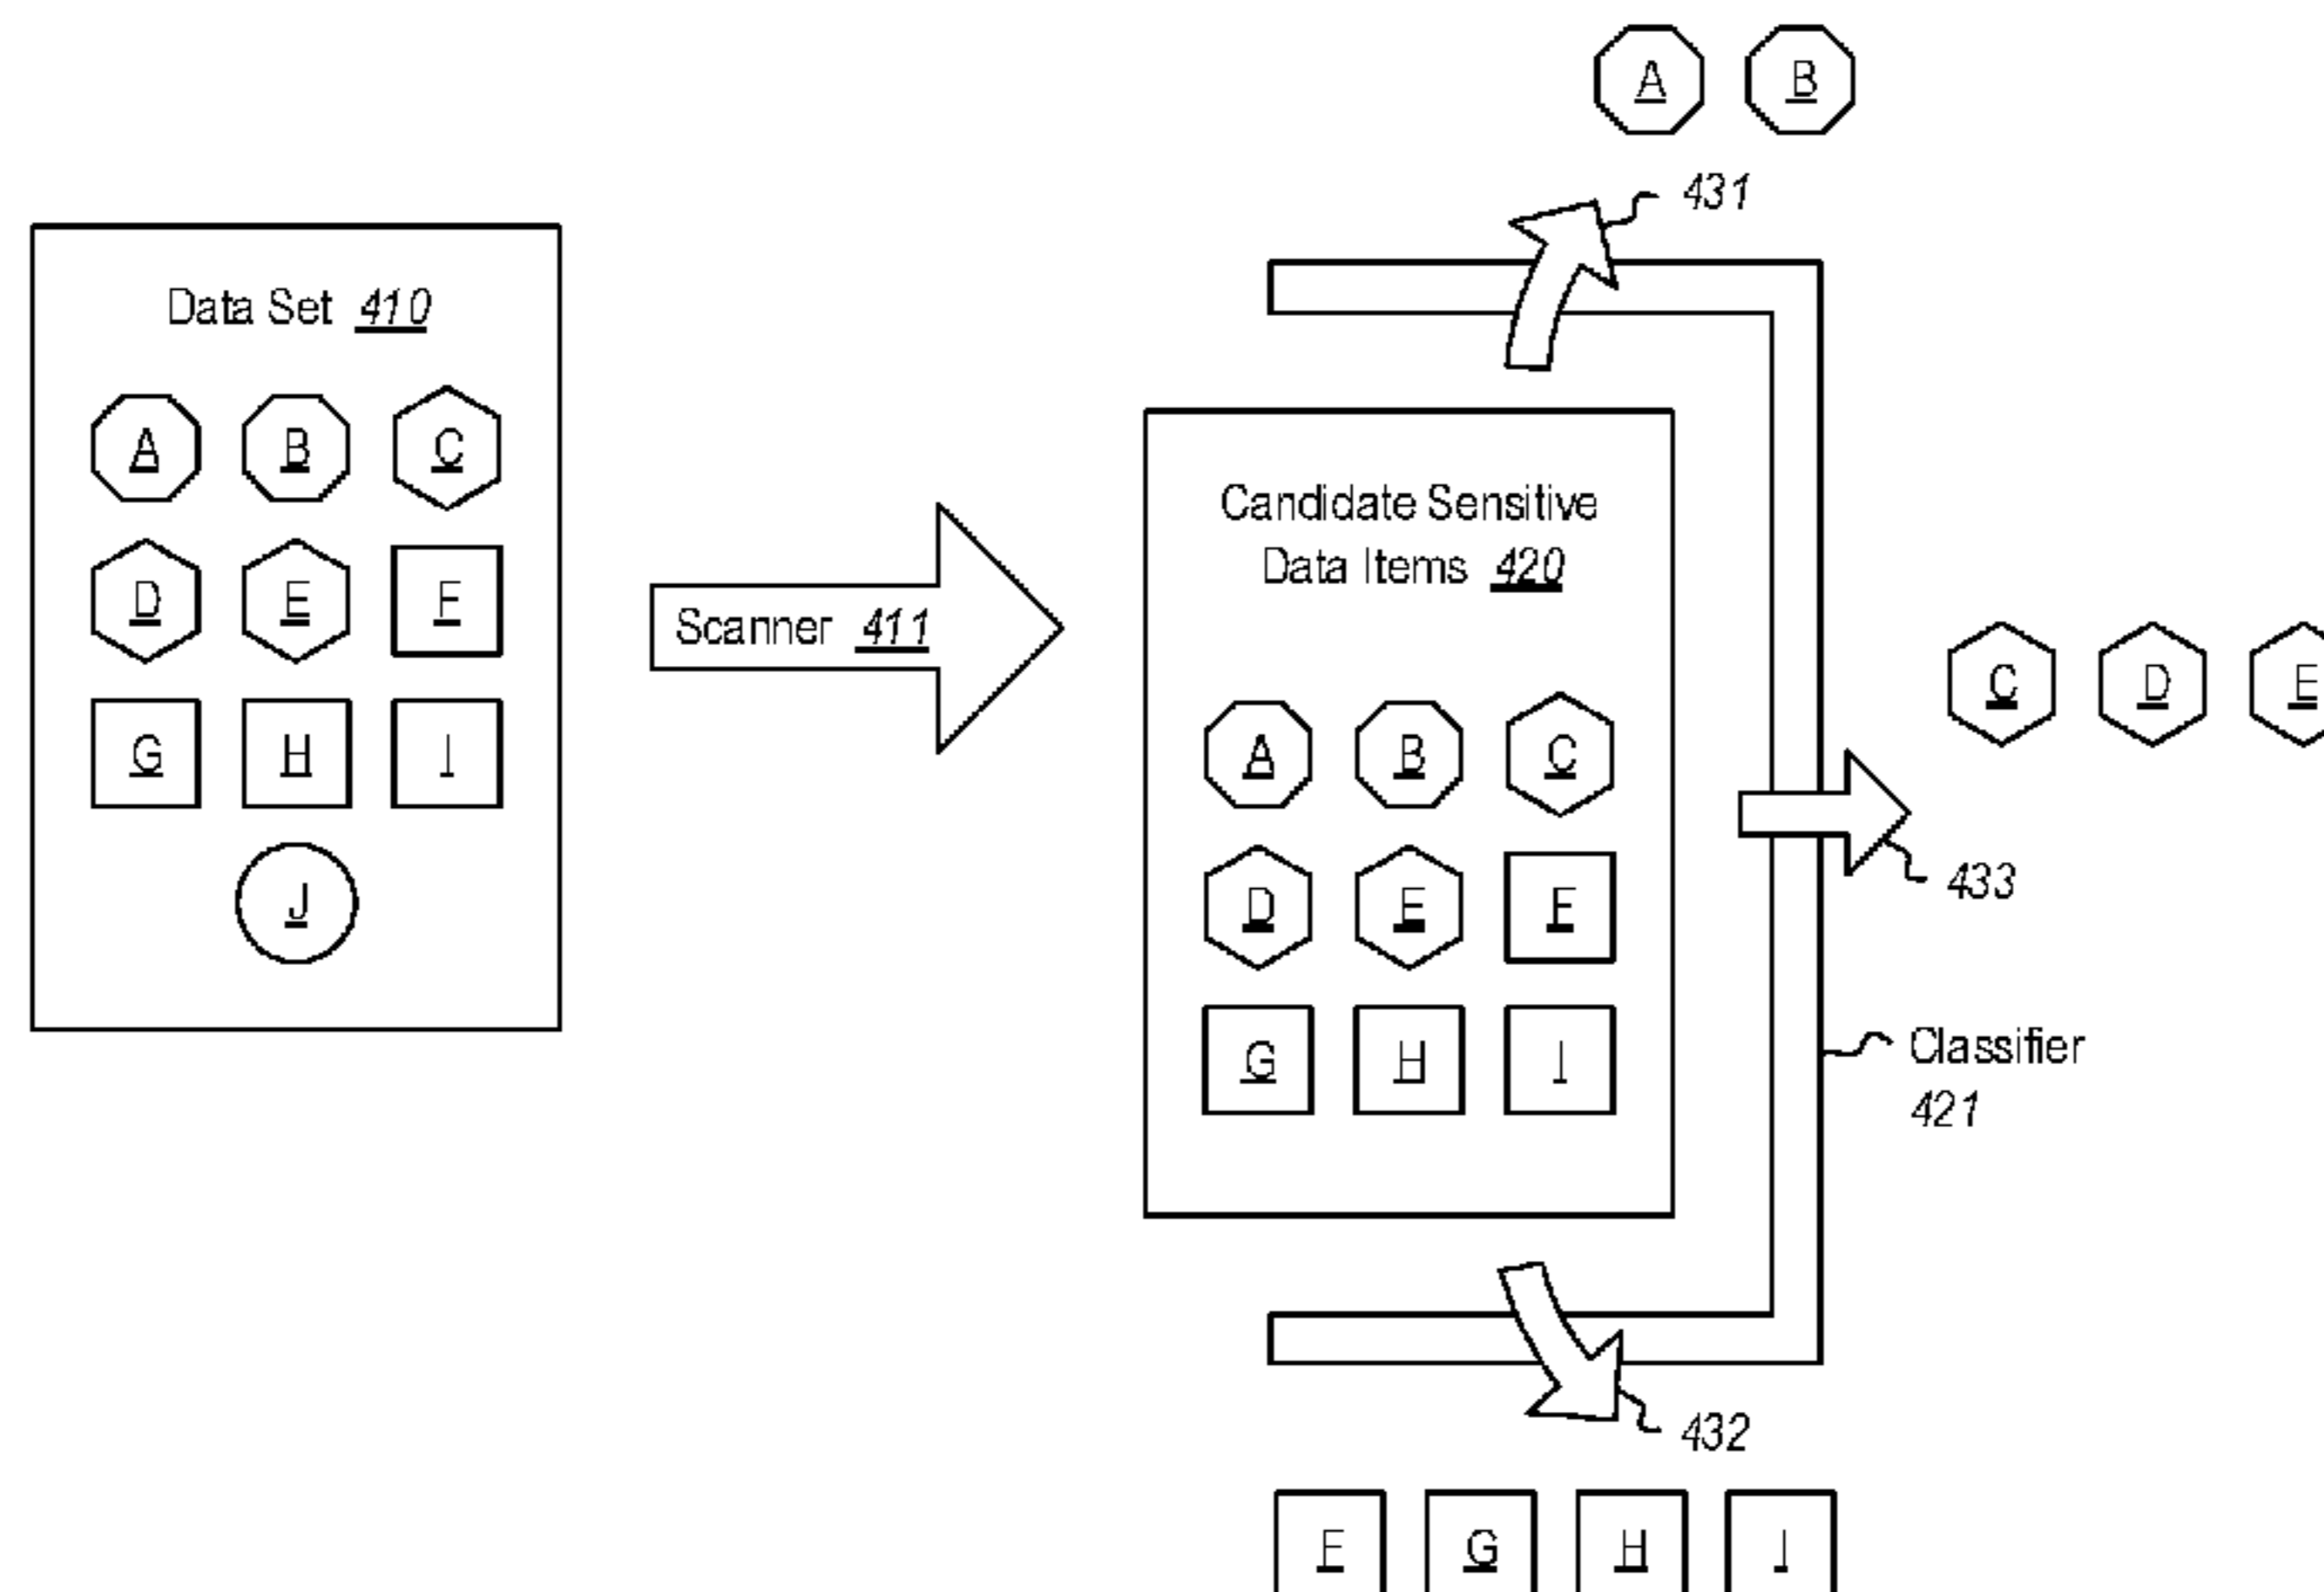 A B
431
Data Set 410
A B C
D E F
G H I
J
Scanner 411
Candidate Sensitive
Data Items 420
A B C
D E F
G H I
C D E
433
Classifier
421
432
F G H I